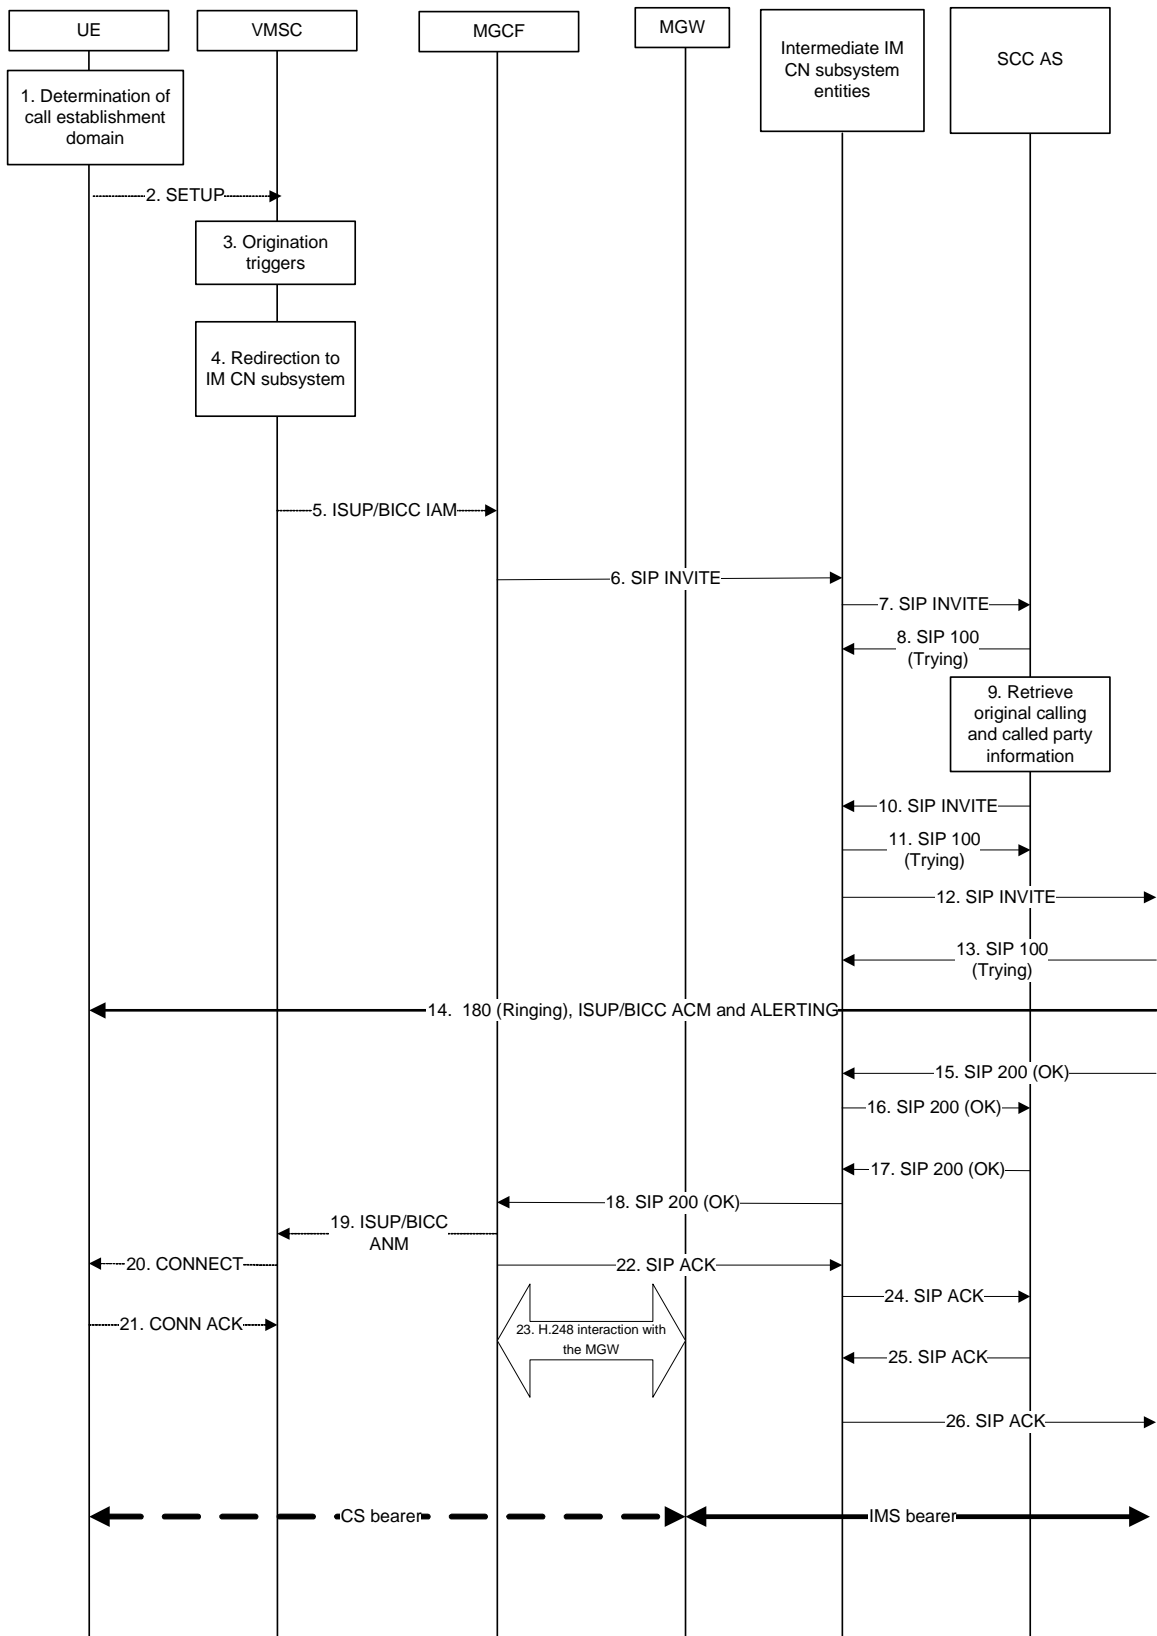 UE
VMSC
MGCF
MGW
Intermediate IM
CN subsystem
entities
SCC AS
1. Determination of
call establishment
domain
2. SETUP
3. Origination
triggers
4. Redirection to
IM CN subsystem
5. ISUP/BICC IAM
6. SIP INVITE
7. SIP INVITE
8. SIP 100
(Trying)
9. Retrieve
original calling
and called party
information
10. SIP INVITE
11. SIP 100
(Trying)
12. SIP INVITE
13. SIP 100
(Trying)
14.  180 (Ringing), ISUP/BICC ACM and ALERTING
15. SIP 200 (OK)
16. SIP 200 (OK)
17. SIP 200 (OK)
18. SIP 200 (OK)
19. ISUP/BICC
ANM
20. CONNECT
22. SIP ACK
24. SIP ACK
21. CONN ACK
23. H.248 interaction with
the MGW
25. SIP ACK
26. SIP ACK
CS bearer
IMS bearer